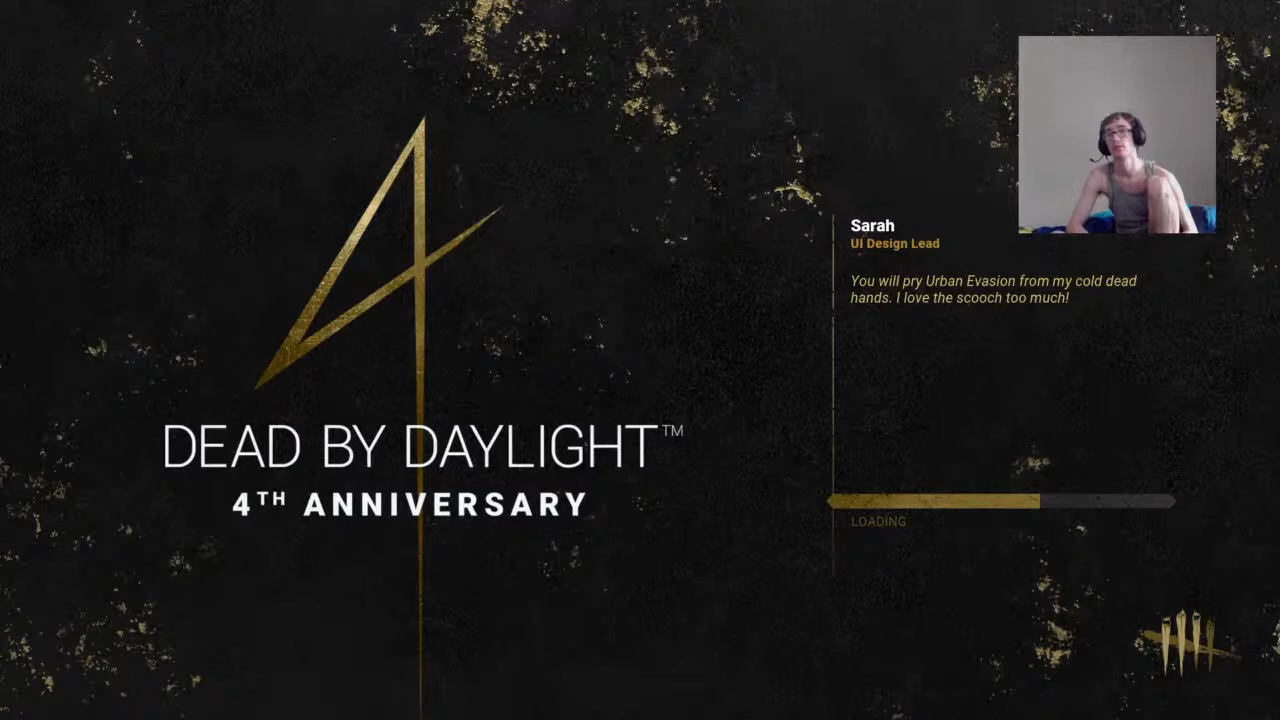 Sarah
UI Design Lead
You will pry Urban Evasion from my cold dead
hands. I love the scooch too much!
DEAD BY DAYLIGHT™
4TH ANNIVERSARY
LOADING